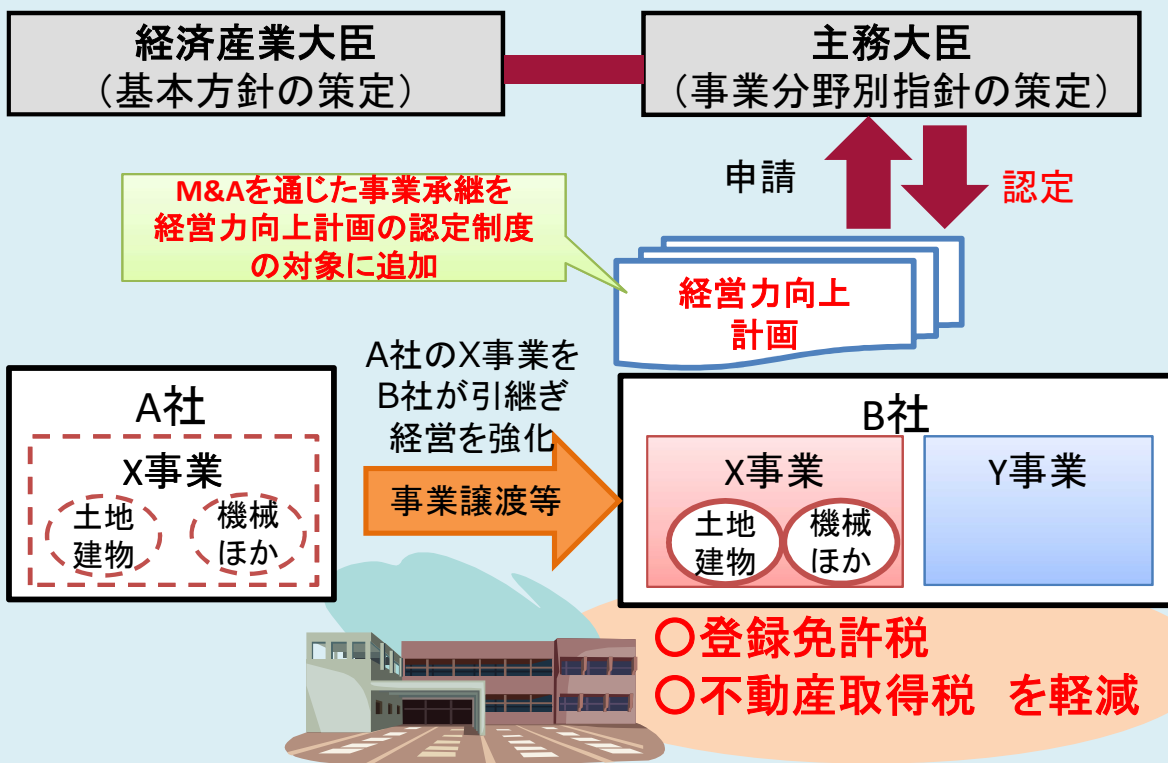 経済産業大臣
（基本方針の策定）
主務大臣
（事業分野別指針の策定）
申請
認定
M&Aを通じた事業承継を
経営力向上計画の認定制度
の対象に追加
経営力向上
計画
A社のX事業を
B社が引継ぎ
経営を強化
事業譲渡等
A社
X事業
土地
建物
機械
ほか
B社
X事業
土地
建物
機械
ほか
Y事業
○登録免許税
○不動産取得税　を軽減